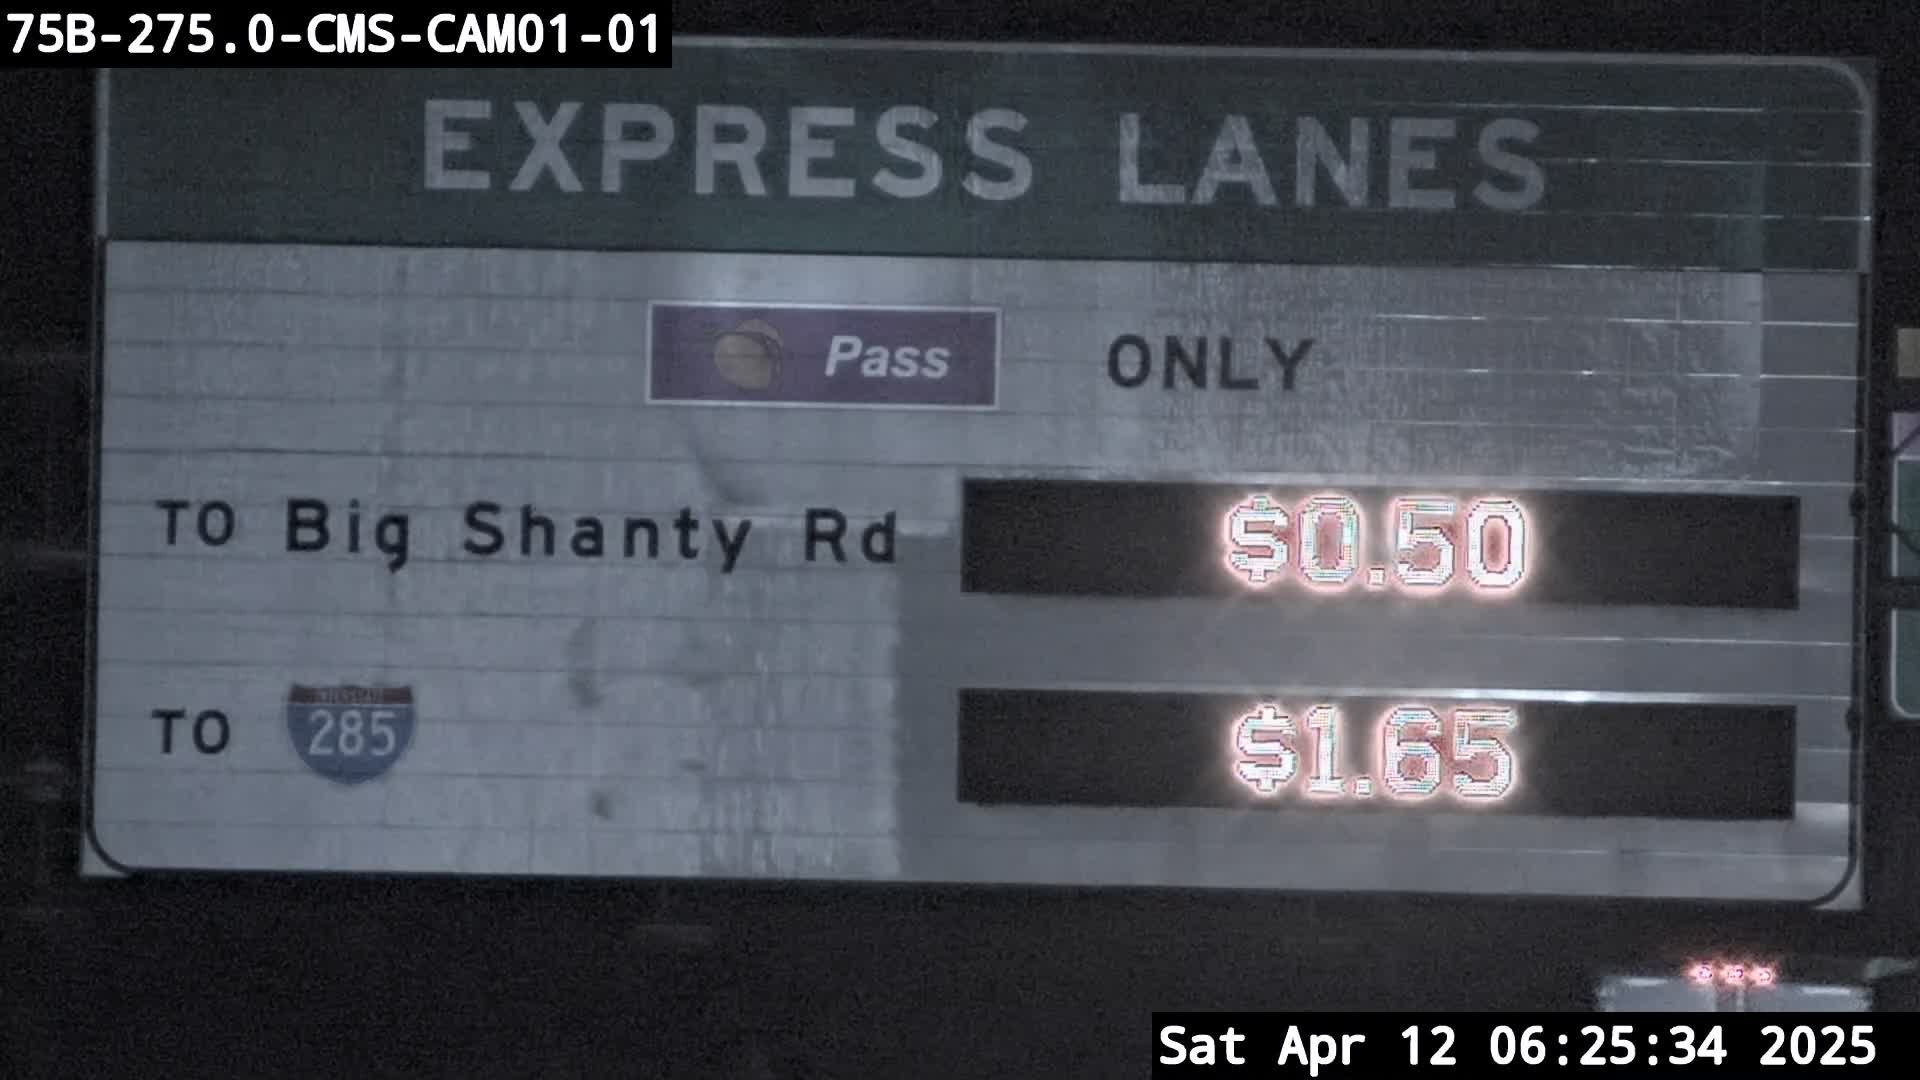 75B-275.0-CMS-CAM01-01
EXPRESS LANES
Pass ONLY
TO Big Shanty Rd $0.50
TO INTERSTATE 285 $1.65
Sat Apr 12 06:25:34 2025